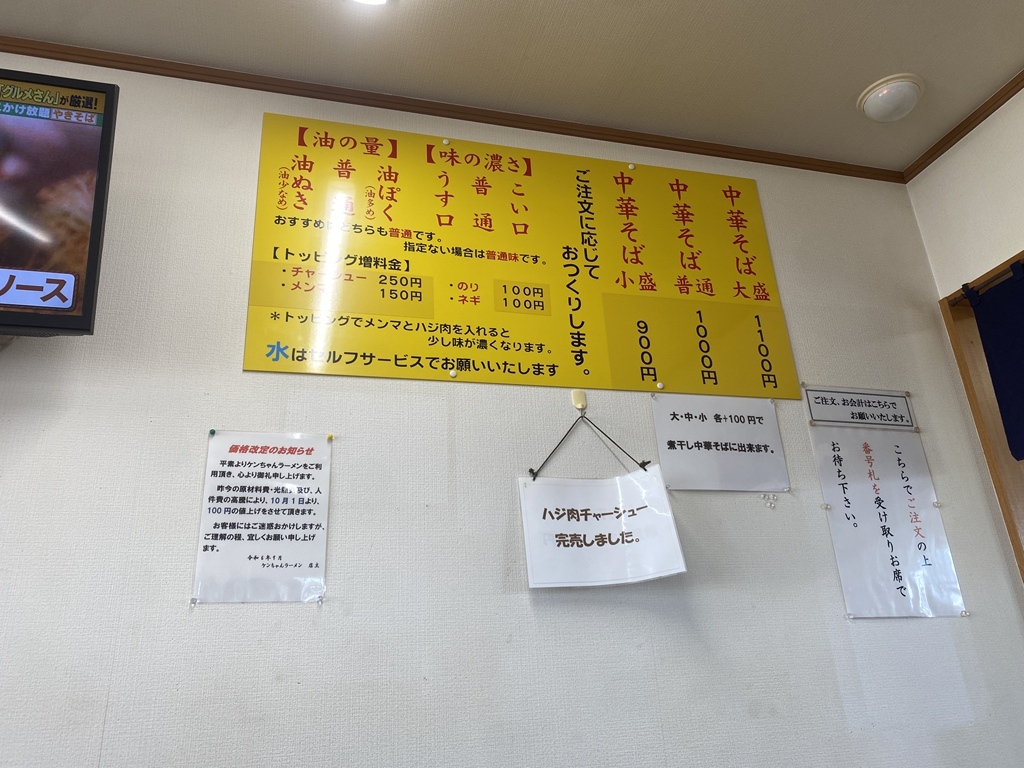 グルメさん」が厳選!
かけ放題やきそば
ソース
中華そば 大盛 1100円
中華そば 普通 1000円
中華そば 小盛 900円
ご注文に応じて
おつくりします。
【味の濃さ】
こい口
普通
うす口
【油の量】
油ぽく(油多め)
普通
油ぬき(油少なめ)
おすすめはどちらも普通です。
指定ない場合は普通味です。
【トッピング増料金】
・チャーシュー 250円
・メンマ 150円
・のり 100円
・ネギ 100円
*トッピングでメンマとハジ肉を入れると
少し味が濃くなります。
水はセルフサービスでお願いいたします
価格改定のお知らせ
平素よりケンちゃんラーメンをご利
用頂き、心より御礼申し上げます。
昨今の原材料費・光熱費及び、人
件費の高騰により、10月1日より、
100円の値上げをさせて頂きます。
お客様にはご迷惑おかけしますが、
ご理解の程、宜しくお願い申し上げ
ます。
令和6年9月
ケンちゃんラーメン 店主
ハジ肉チャーシュー
完売しました。
大・中・小 各+100円で
煮干し中華そばに出来ます。
ご注文、お会計はこちらで
お願いいたします。
こちらでご注文の上
番号札を受け取りお席で
お待ち下さい。